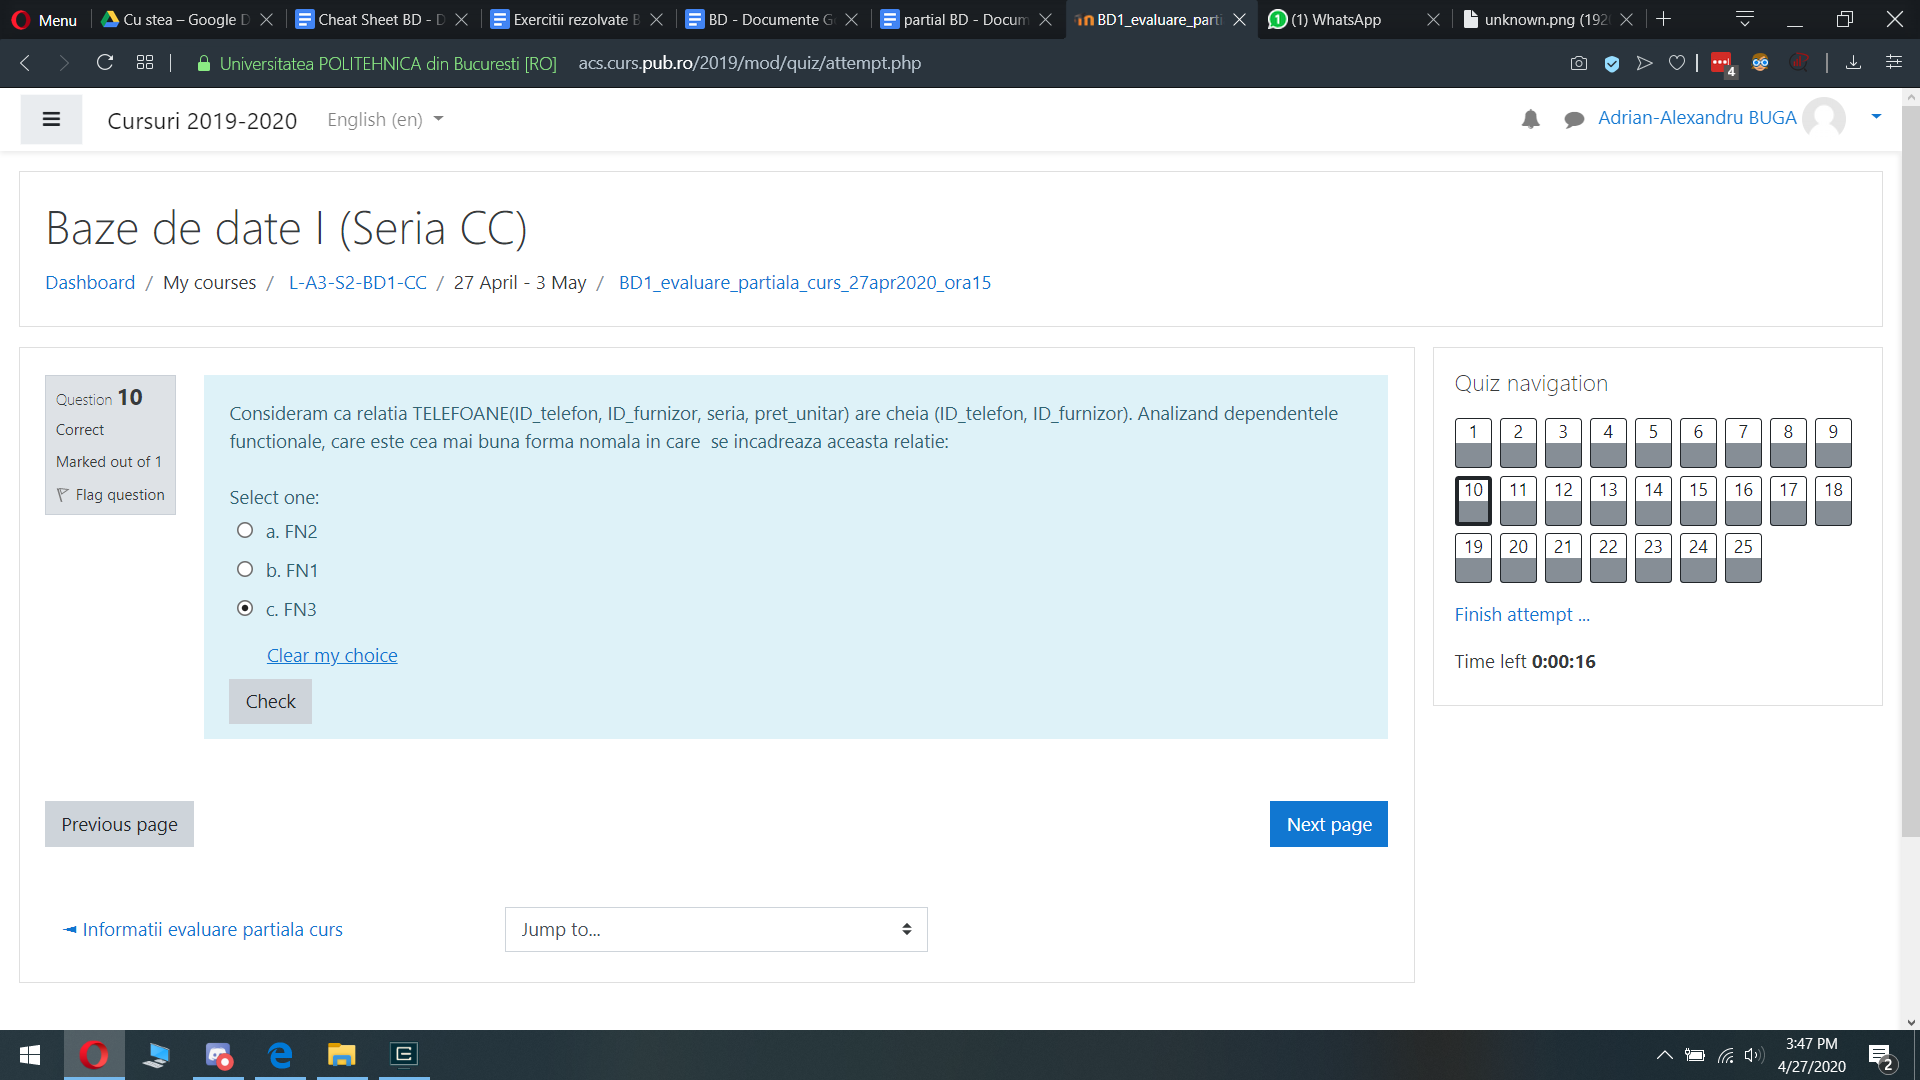 Menu
Cu stea – Google D
Cheat Sheet BD - D
Exercitii rezolvate B
BD - Documente G
partial BD - Docum
BD1_evaluare_parti
(1) WhatsApp
unknown.png (192
Universitatea POLITEHNICA din Bucuresti [RO]
acs.curs.pub.ro/2019/mod/quiz/attempt.php
4
Cursuri 2019-2020
English (en)
Adrian-Alexandru BUGA
Baze de date I (Seria CC)
Dashboard / My courses / L-A3-S2-BD1-CC / 27 April - 3 May / BD1_evaluare_partiala_curs_27apr2020_ora15
Question 10
Correct
Marked out of 1
Flag question
Consideram ca relatia TELEFOANE(ID_telefon, ID_furnizor, seria, pret_unitar) are cheia (ID_telefon, ID_furnizor). Analizand dependentele
functionale, care este cea mai buna forma nomala in care se incadreaza aceasta relatie:
Select one:
a. FN2
b. FN1
c. FN3
Clear my choice
Check
Previous page
Next page
Informatii evaluare partiala curs
Jump to...
Quiz navigation
1 2 3 4 5 6 7 8 9
10 11 12 13 14 15 16 17 18
19 20 21 22 23 24 25
Finish attempt ...
Time left 0:00:16
3:47 PM
4/27/2020
2